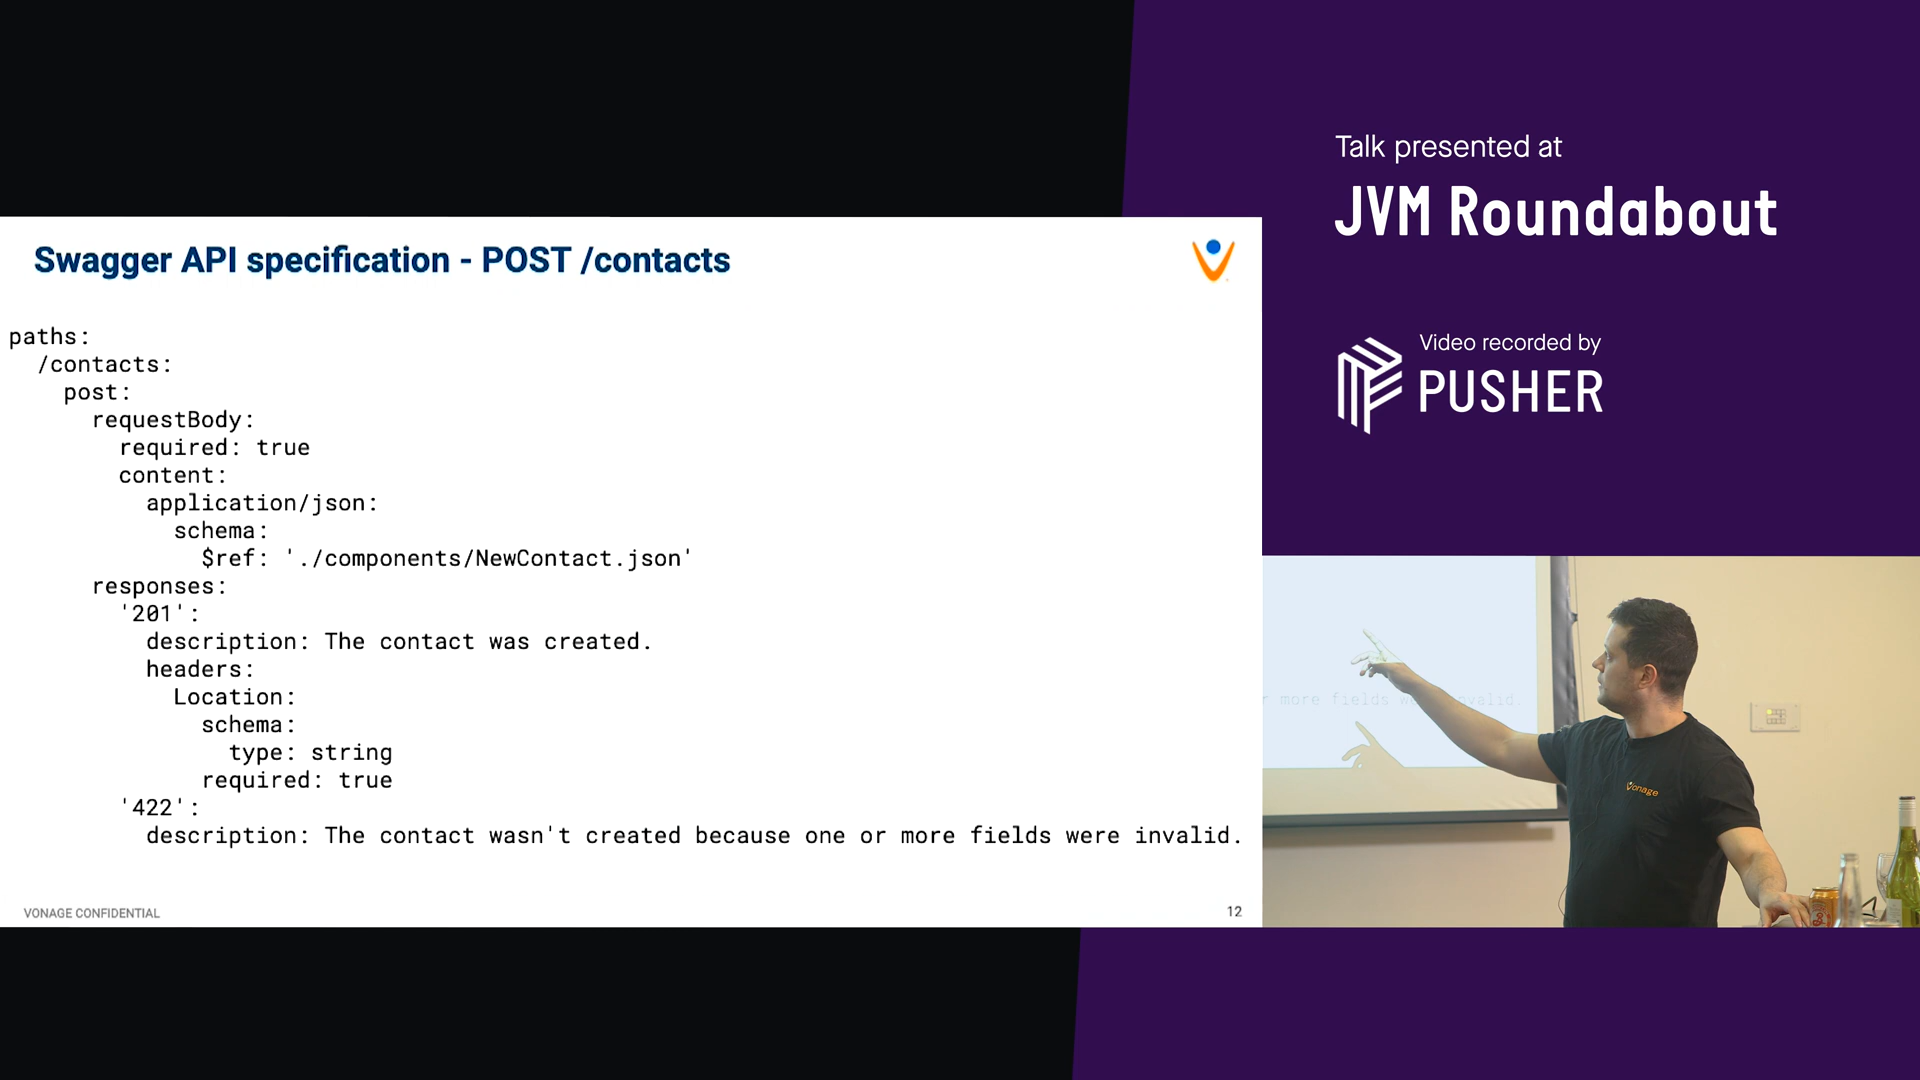 Swagger API specification - POST /contacts
paths:
/contacts:
post:
requestBody:
required: true
content:
application/json:
schema:
$ref: './components/NewContact.json'
responses:
'201':
description: The contact was created.
headers:
Location:
schema:
type: string
required: true
'422':
description: The contact wasn't created because one or more fields were invalid.
VONAGE CONFIDENTIAL
12
Talk presented at
JVM Roundabout
Video recorded by
PUSHER
more fields
Vonage